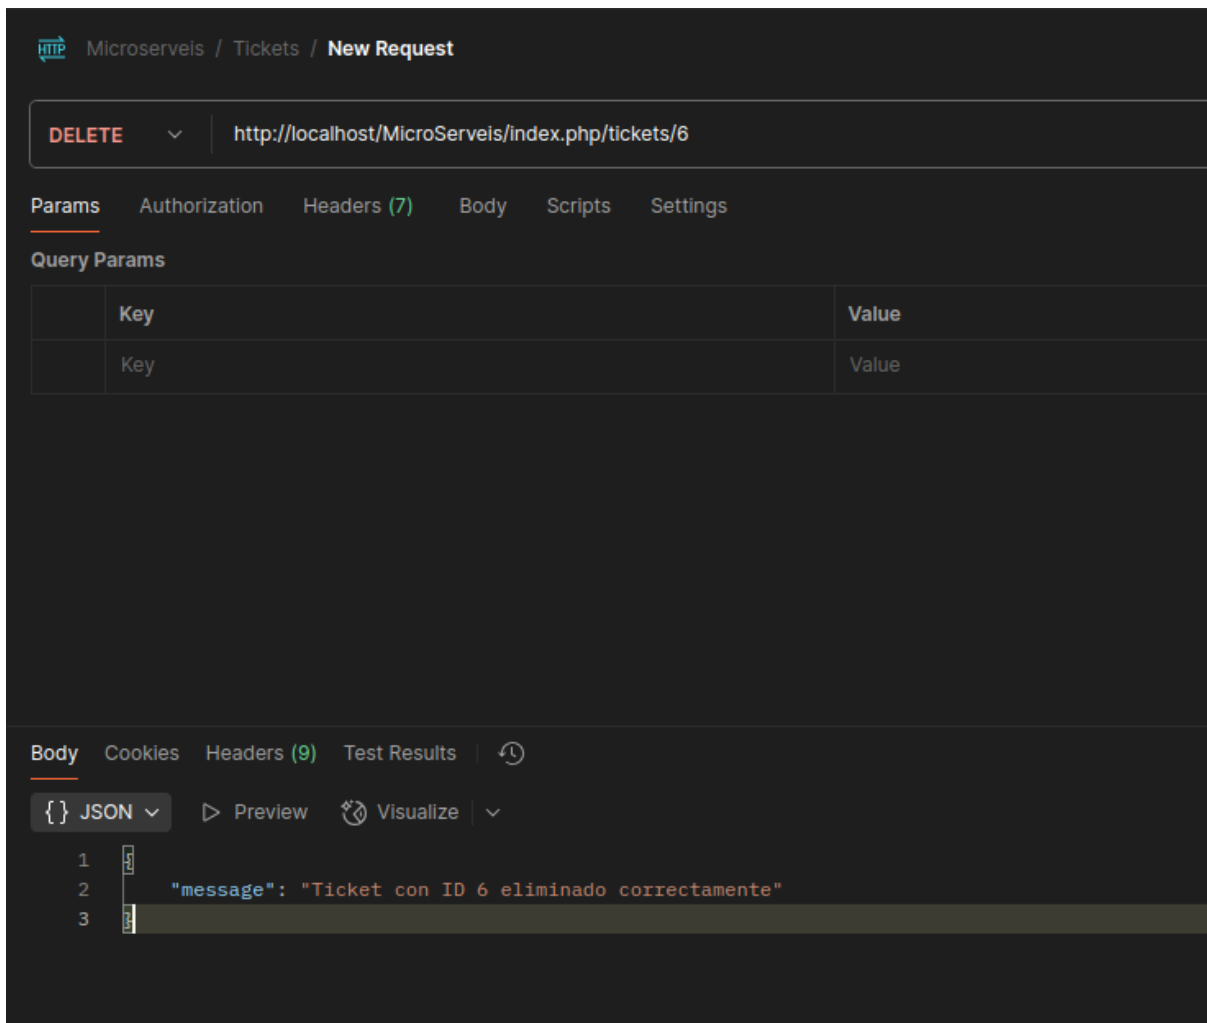 HTTP Microserveis / Tickets / New Request
DELETE http://localhost/MicroServeis/index.php/tickets/6
Params Authorization Headers (7) Body Scripts Settings
Query Params
Key Value
Key Value
Body Cookies Headers (9) Test Results
{} JSON Preview Visualize
1 {
2 "message": "Ticket con ID 6 eliminado correctamente"
3 }